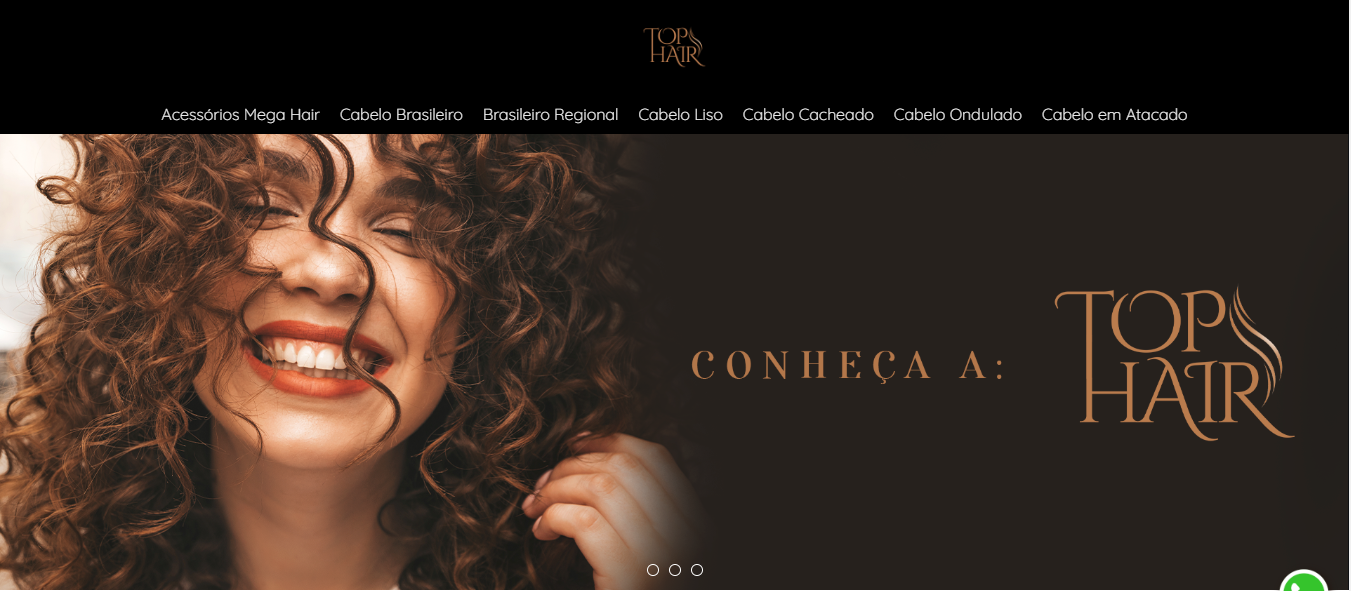 TOP
HAIR
Acessórios Mega Hair Cabelo Brasileiro Brasileiro Regional Cabelo Liso Cabelo Cacheado Cabelo Ondulado Cabelo em Atacado
CONHEÇA A:
TOP
HAIR